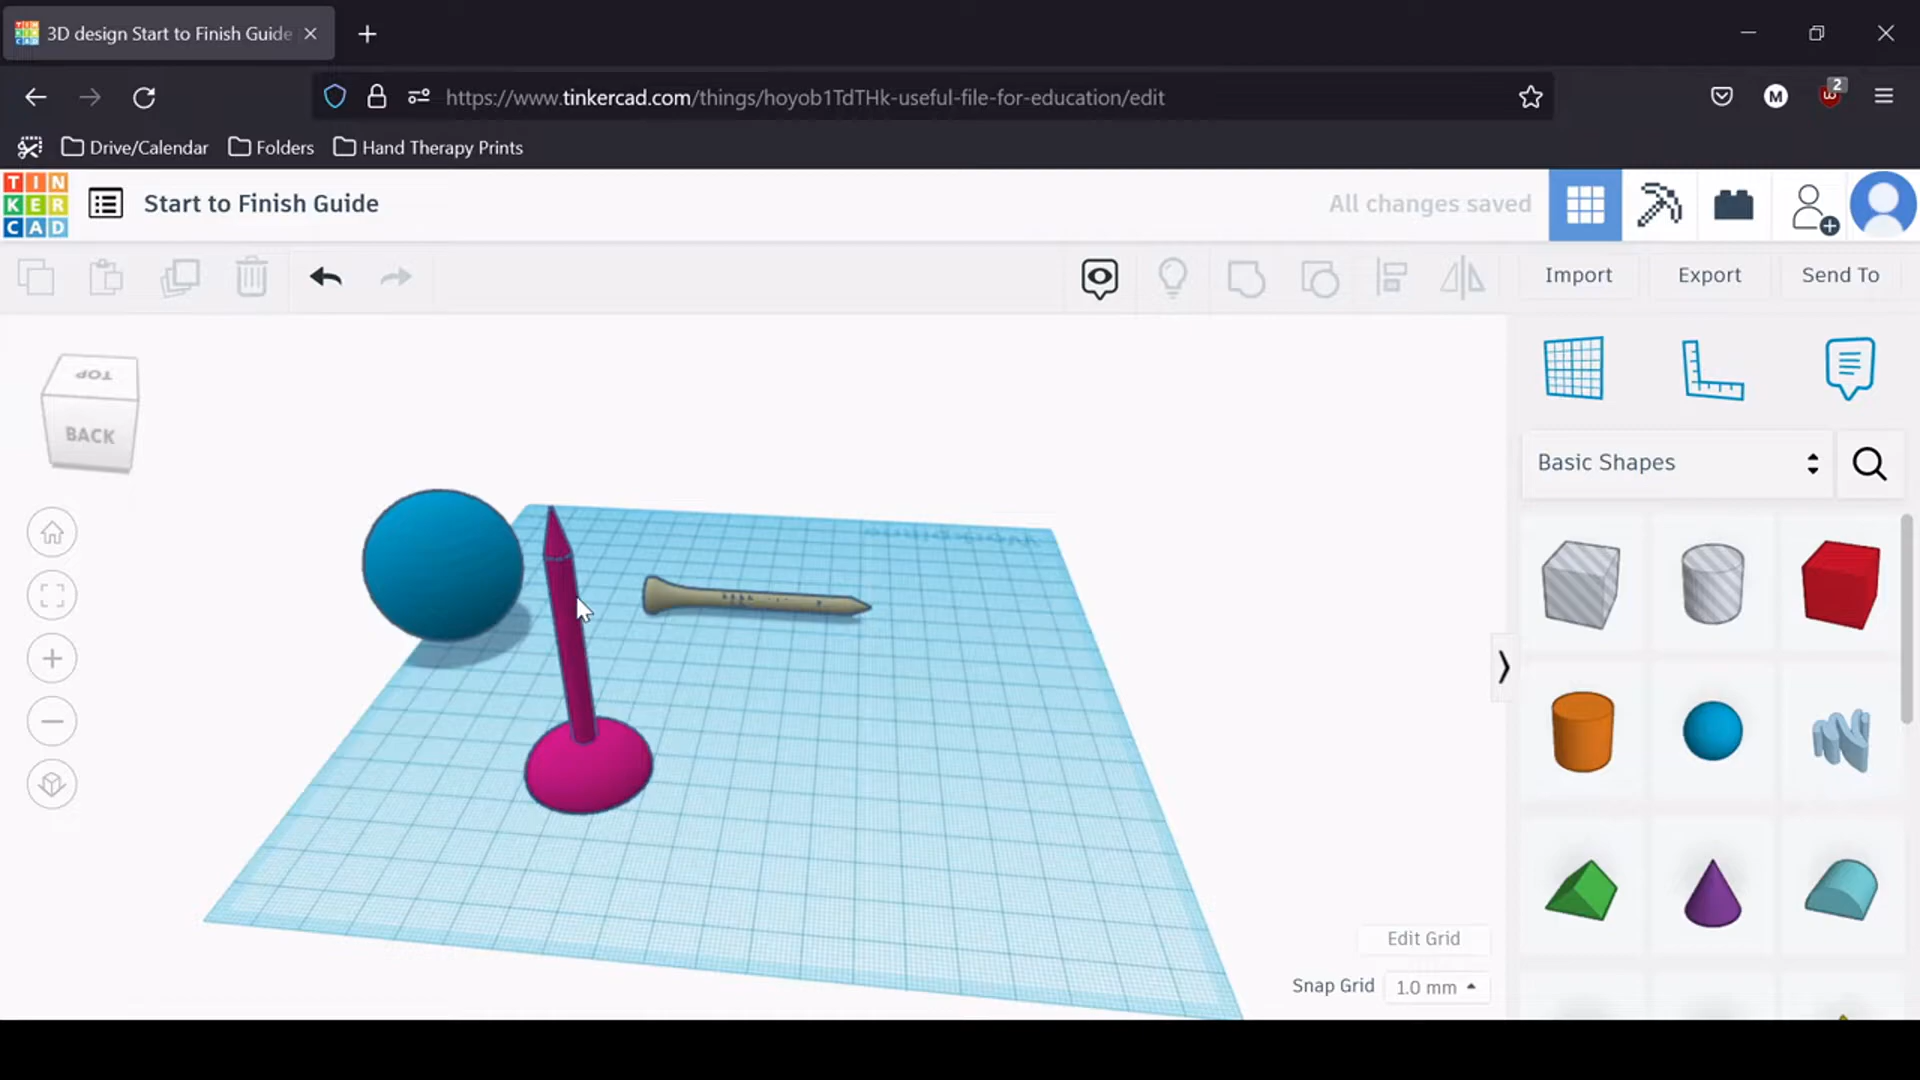 3D design Start to Finish Guide
https://www.tinkercad.com/things/hoyob1TdTHk-useful-file-for-education/edit
2
M
Drive/Calendar
Folders
Hand Therapy Prints
TIN
KER
CAD
Start to Finish Guide
All changes saved
Import
Export
Send To
TOP
BACK
Basic Shapes
Edit Grid
Snap Grid
1.0 mm